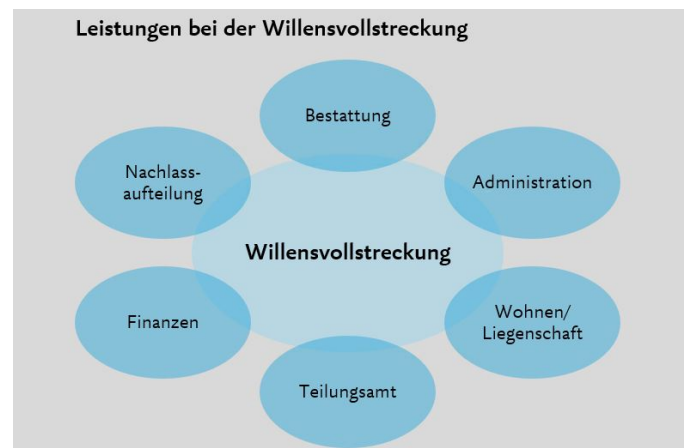 Leistungen bei der Willensvollstreckung
Bestattung
Nachlass-
aufteilung
Administration
Willensvollstreckung
Finanzen
Wohnen/
Liegenschaft
Teilungsamt